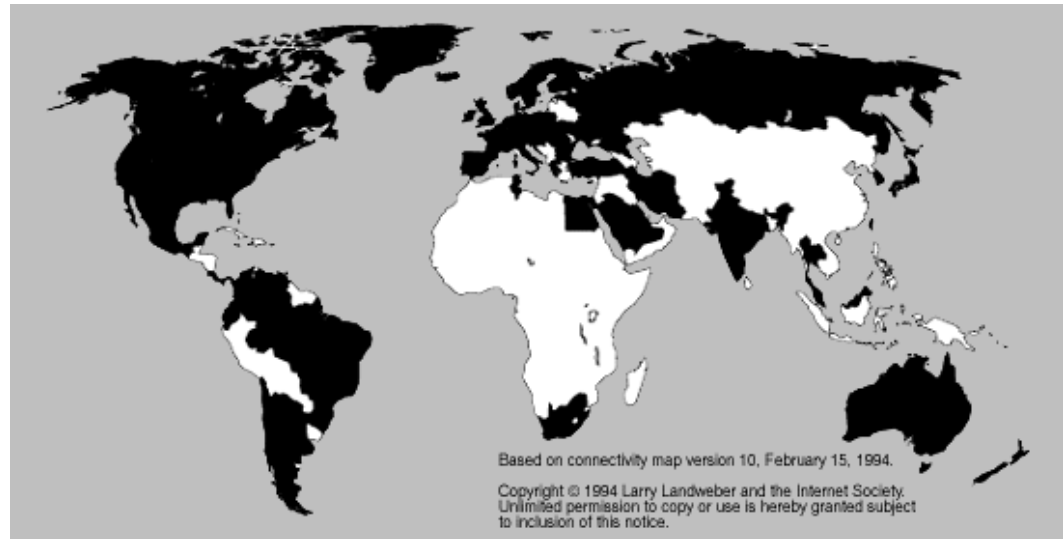 Based on connectivity map version 10, February 15, 1994.
Copyright © 1994 Larry Landweber and the Internet Society.
Unlimited permission to copy or use is hereby granted subject
to inclusion of this notice.